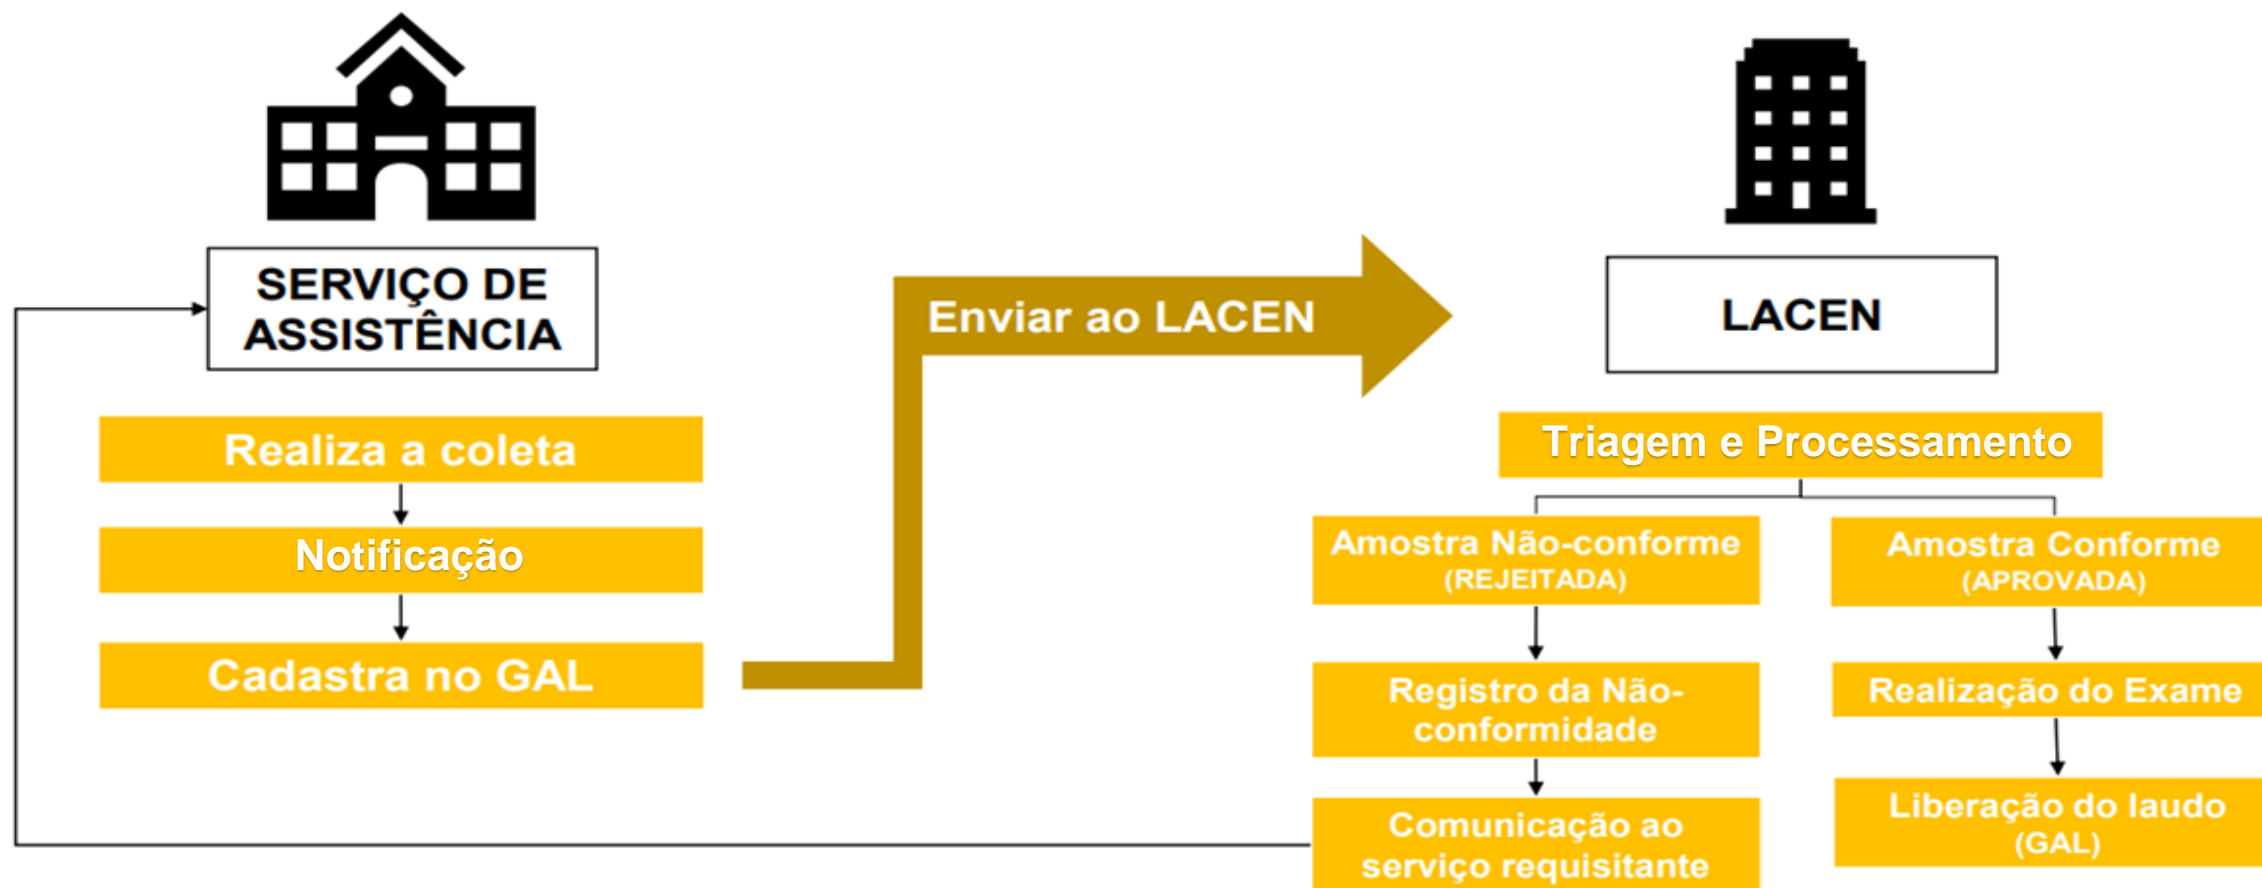 SERVIÇO DE
ASSISTÊNCIA
Realiza a coleta
Notificação
Cadastra no GAL
Enviar ao LACEN
LACEN
Triagem e Processamento
Amostra Não-conforme
(REJEITADA)
Registro da Não-
conformidade
Comunicação ao
serviço requisitante
Amostra Conforme
(APROVADA)
Realização do Exame
Liberação do laudo
(GAL)